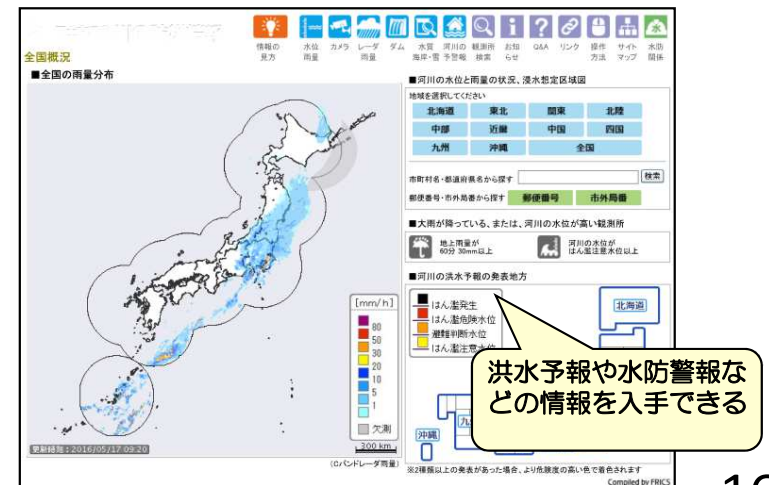 情報の
見方
水位
雨量
カメラ
レーダ
雨量
ダム
水質
海岸・雪
河川の
予警報
観測所
検索
お知
らせ
Q&A
リンク
操作
方法
サイト
マップ
水防
関係
全国概況
■全国の雨量分布
[mm/h]
80
50
30
20
10
5
1
欠測
300 km
更新時刻：2016/05/17 09:20
(Cバンドレーダ雨量)
■河川の水位と雨量の状況、浸水想定区域図
地域を選択してください
北海道 東北 関東 北陸
中部 近畿 中国 四国
九州 沖縄 全国
市町村名・都道府県名から探す 検索
郵便番号・市外局番から探す 郵便番号 市外局番
■大雨が降っている、または、河川の水位が高い観測所
地上雨量が
60分 30mm以上
河川の水位が
はん濫注意水位以上
■河川の洪水予報の発表地方
はん濫発生
はん濫危険水位
避難判断水位
はん濫注意水位
北海道
九
沖縄
洪水予報や水防警報な
どの情報を入手できる
※2種類以上の発表があった場合、より危険度の高い色で着色されます
Compiled by FRICS